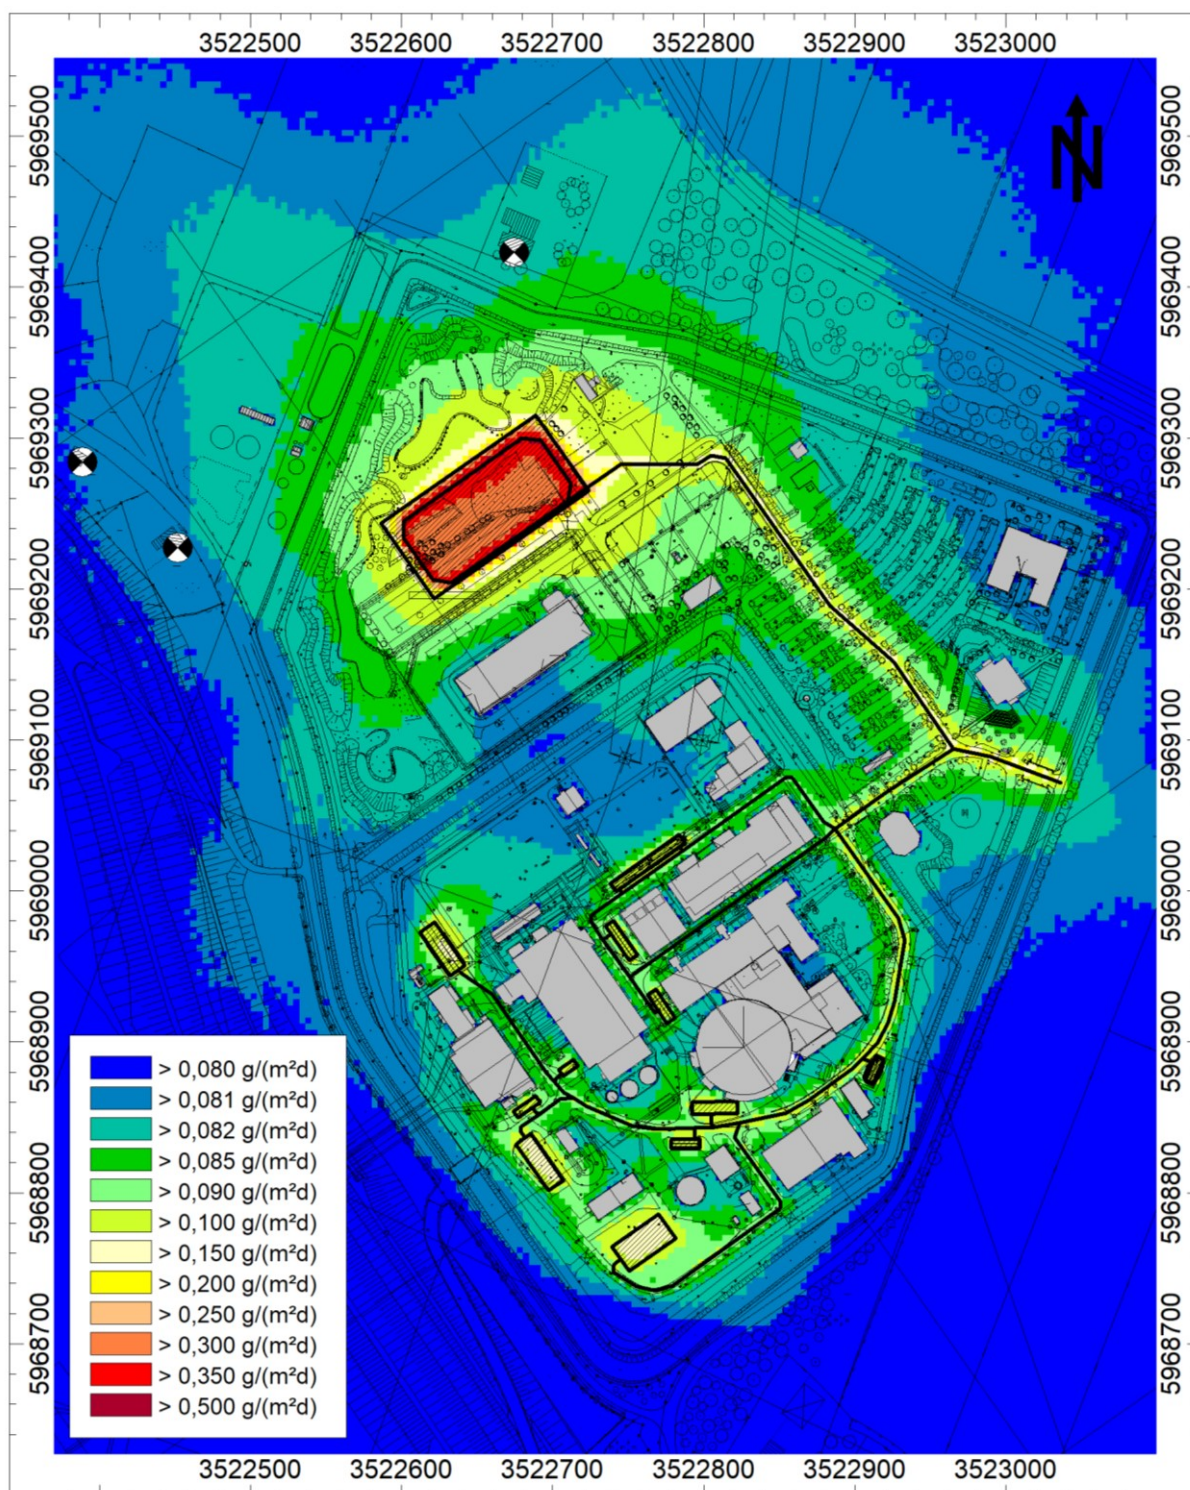 3522500 3522600 3522700 3522800 3522900 3523000
5969500 5969500
N
5969400 5969400
5969300 5969300
5969200 5969200
5969100 5969100
5969000 5969000
5968900 5968900
> 0,080 g/(m²d)
> 0,081 g/(m²d)
> 0,082 g/(m²d)
> 0,085 g/(m²d)
> 0,090 g/(m²d)
> 0,100 g/(m²d)
> 0,150 g/(m²d)
> 0,200 g/(m²d)
> 0,250 g/(m²d)
> 0,300 g/(m²d)
> 0,350 g/(m²d)
> 0,500 g/(m²d)
5968800 5968800
5968700 5968700
3522500 3522600 3522700 3522800 3522900 3523000